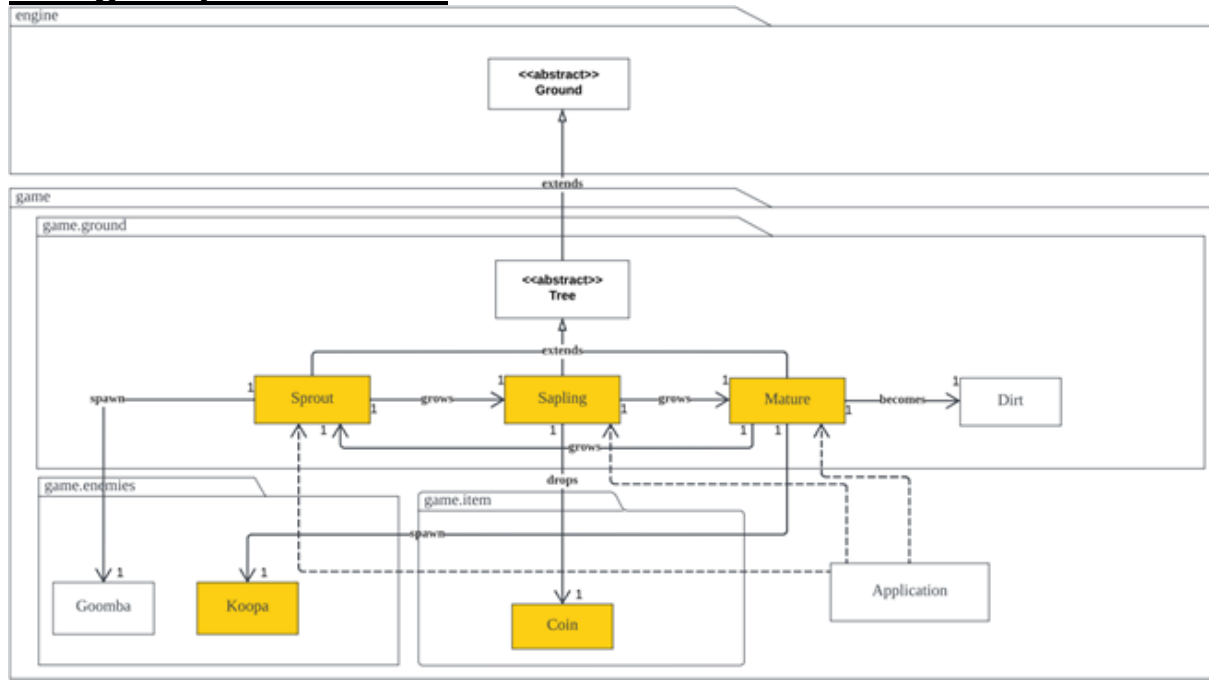 engine
<<abstract>>
Ground
extends
game
game.ground
<<abstract>>
Tree
extends
1
1
1
1
spawn
Sprout
grows
Sapling
grows
Mature
becomes
Dirt
1
1
1
1
1
1
1
grows
drops
game.enemies
game.item
spawn
1
1
1
Goomba
Koopa
Coin
Application